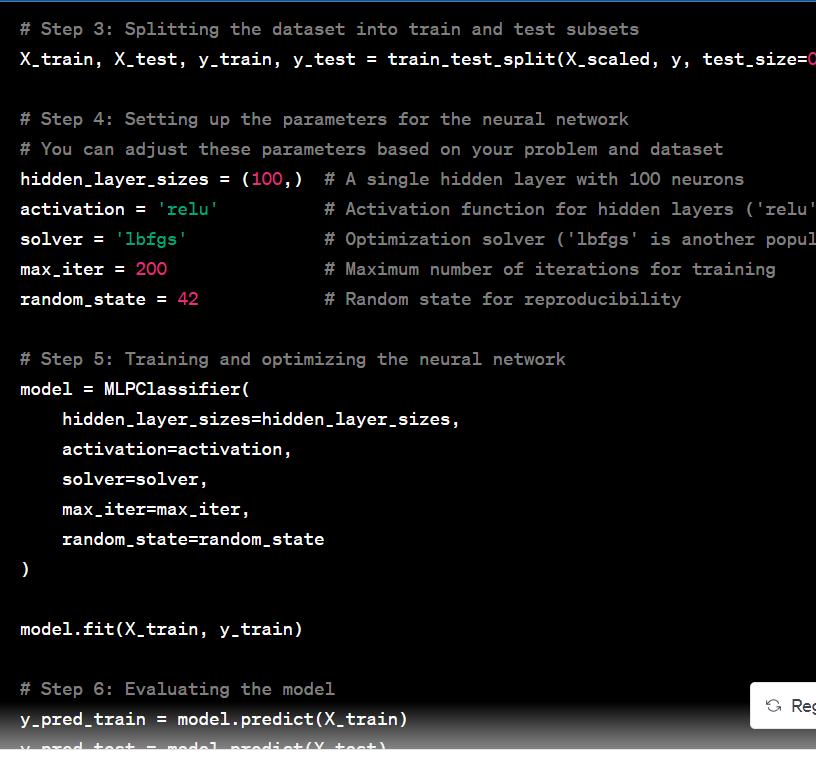 # Step 3: Splitting the dataset into train and test subsets
X_train, X_test, y_train, y_test = train_test_split(X_scaled, y, test_size=0
# Step 4: Setting up the parameters for the neural network
# You can adjust these parameters based on your problem and dataset
hidden_layer_sizes = (100,)  # A single hidden layer with 100 neurons
activation = 'relu'          # Activation function for hidden layers ('relu'
solver = 'lbfgs'             # Optimization solver ('lbfgs' is another popul
max_iter = 200               # Maximum number of iterations for training
random_state = 42            # Random state for reproducibility
# Step 5: Training and optimizing the neural network
model = MLPClassifier(
    hidden_layer_sizes=hidden_layer_sizes,
    activation=activation,
    solver=solver,
    max_iter=max_iter,
    random_state=random_state
)
model.fit(X_train, y_train)
# Step 6: Evaluating the model
y_pred_train = model.predict(X_train)
Reg
y_pred_test = model.predict(X_test)